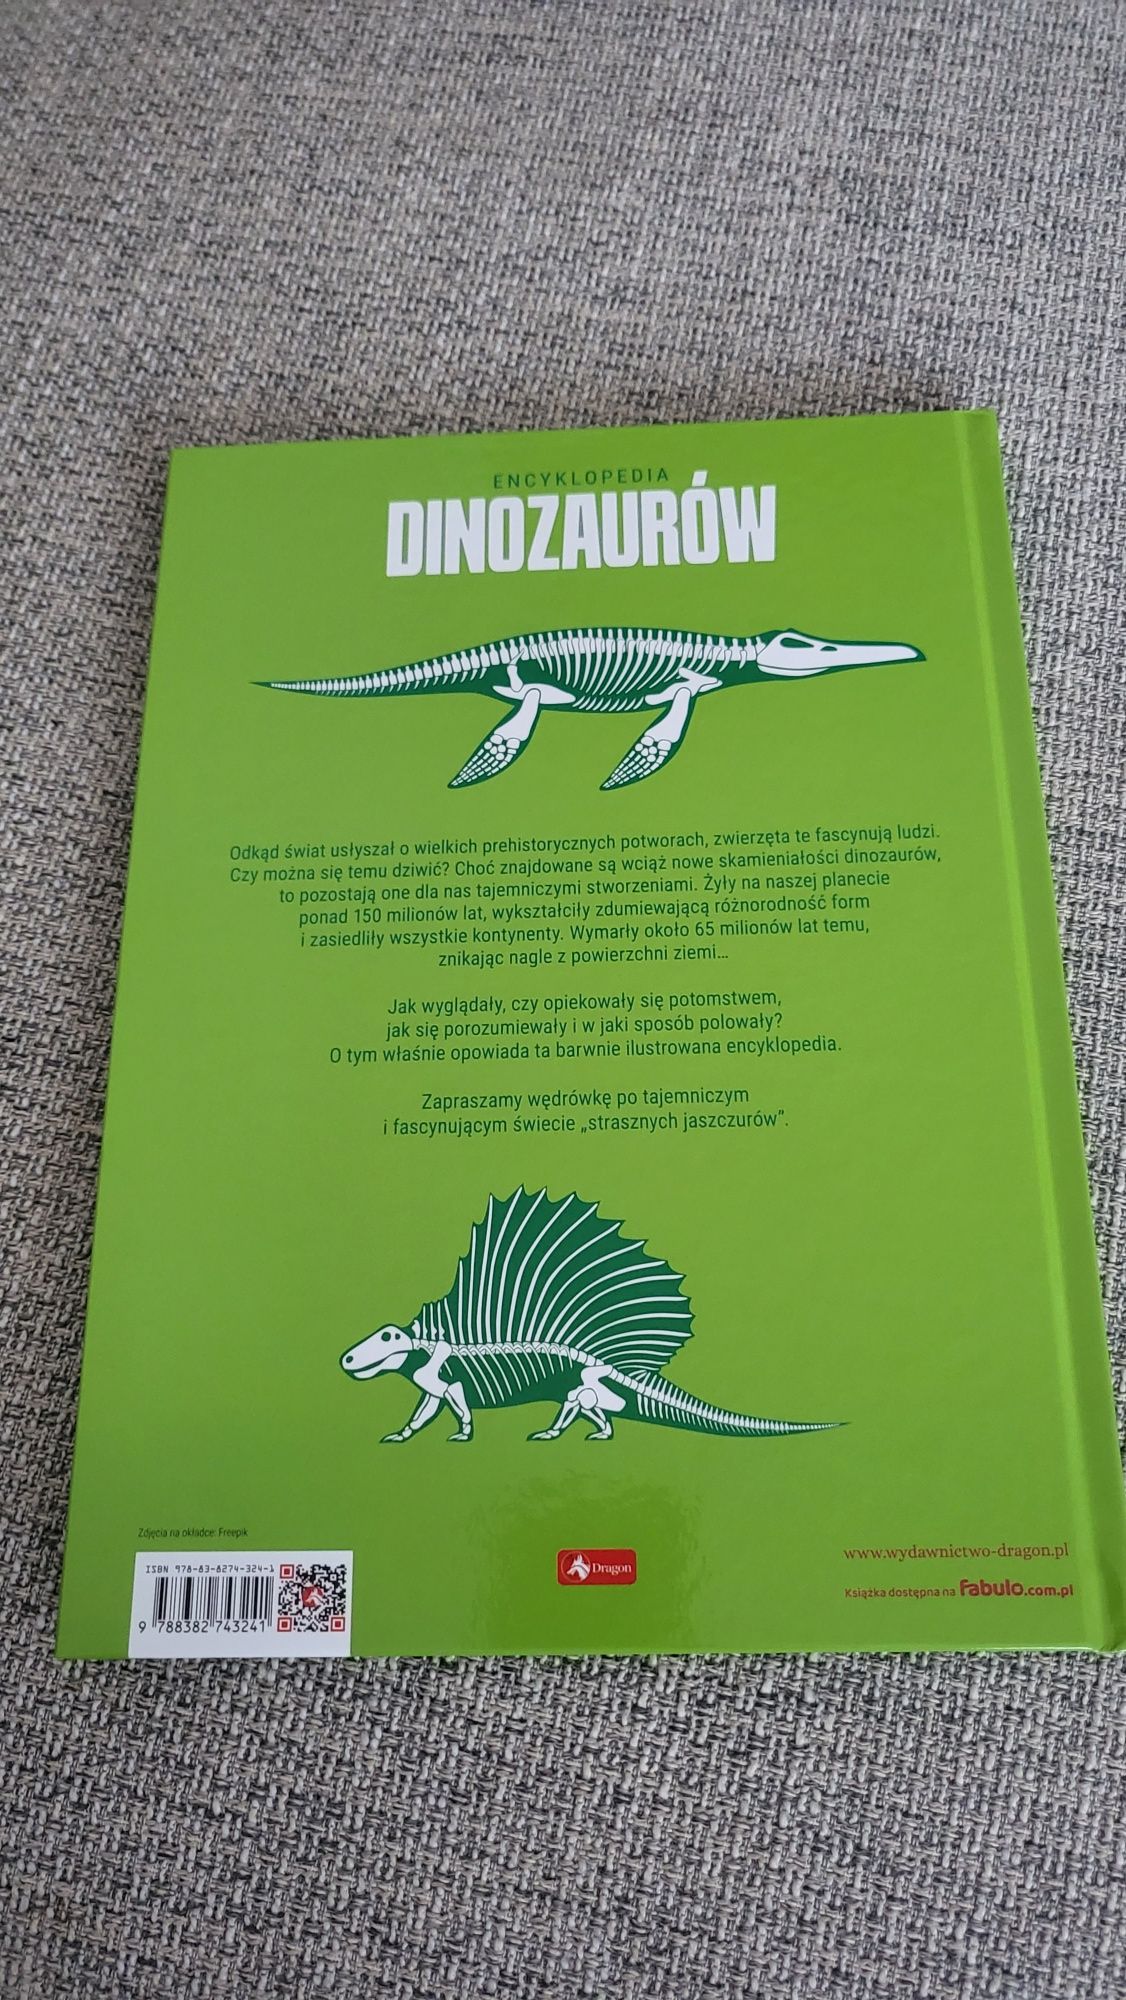 ENCYKLOPEDIA
DINOZAURÓW
Odkąd świat usłyszał o wielkich prehistorycznych potworach, zwierzęta te fascynują ludzi.
Czy można się temu dziwić? Choć znajdowane są wciąż nowe skamieniałości dinozaurów,
to pozostają one dla nas tajemniczymi stworzeniami. Żyły na naszej planecie
ponad 150 milionów lat, wykształciły zdumiewającą różnorodność form
i zasiedliły wszystkie kontynenty. Wymarły około 65 milionów lat temu,
znikając nagle z powierzchni ziemi...
Jak wyglądały, czy opiekowały się potomstwem,
jak się porozumiewały i w jaki sposób polowały?
O tym właśnie opowiada ta barwnie ilustrowana encyklopedia.
Zapraszamy wędrówkę po tajemniczym
i fascynującym świecie „strasznych jaszczurów”.
Zdjęcia na okładce: Freepik
ISBN 978-83-8274-324-1
9 788382 743241
Dragon
www.wydawnictwo-dragon.pl
Książka dostępna na fabulo.com.pl